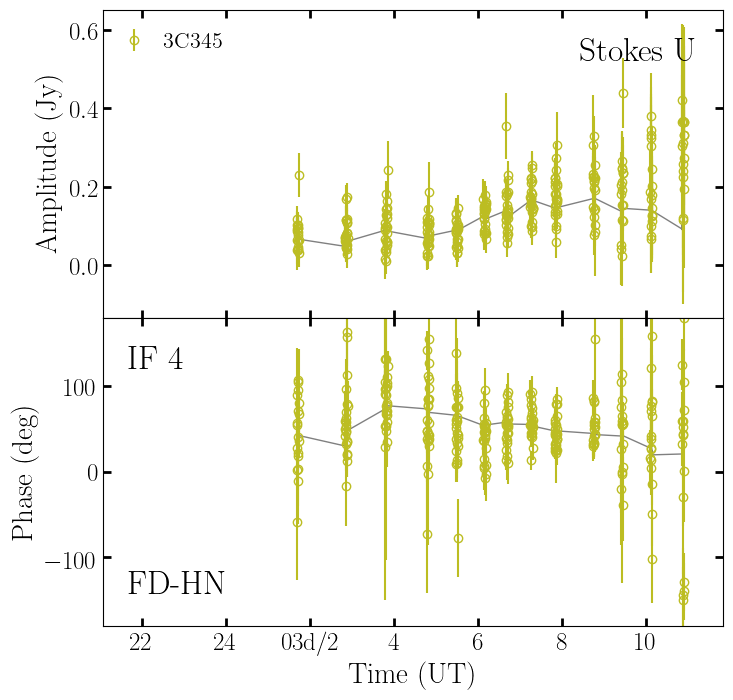 0.6
3C345
Stokes U
0.4
0.2
0.0
Amplitude (Jy)
IF 4
100
0
−100
Phase (deg)
FD-HN
22 24 03d/2 4 6 8 10
Time (UT)